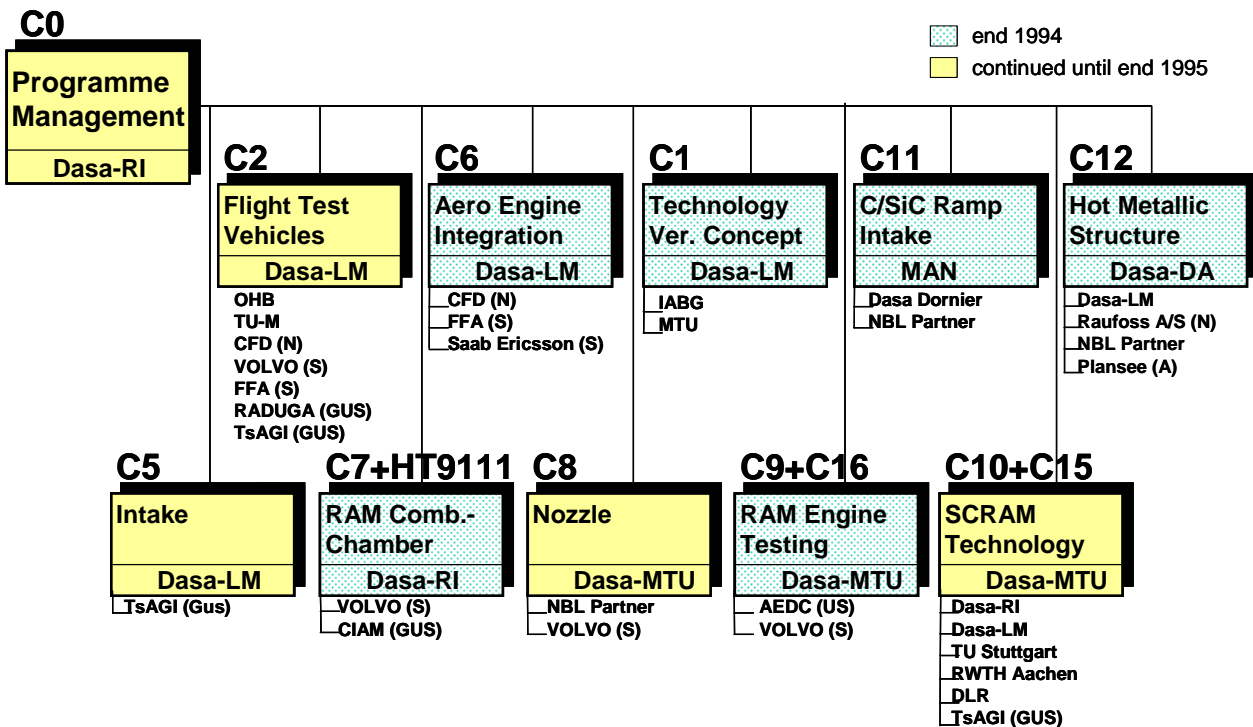 C0
Programme
Management
Dasa-RI
end 1994
continued until end 1995
C2
Flight Test
Vehicles
Dasa-LM
OHB
TU-M
CFD (N)
VOLVO (S)
FFA (S)
RADUGA (GUS)
TsAGI (GUS)
C6
Aero Engine
Integration
Dasa-LM
CFD (N)
FFA (S)
Saab Ericsson (S)
C1
Technology
Ver. Concept
Dasa-LM
IABG
MTU
C11
C/SiC Ramp
Intake
MAN
Dasa Dornier
NBL Partner
C12
Hot Metallic
Structure
Dasa-DA
Dasa-LM
Raufoss A/S (N)
NBL Partner
Plansee (A)
C5
Intake
Dasa-LM
TsAGI (Gus)
C7+HT9111
RAM Comb.-
Chamber
Dasa-RI
VOLVO (S)
CIAM (GUS)
C8
Nozzle
Dasa-MTU
NBL Partner
VOLVO (S)
C9+C16
RAM Engine
Testing
Dasa-MTU
AEDC (US)
VOLVO (S)
C10+C15
SCRAM
Technology
Dasa-MTU
Dasa-RI
Dasa-LM
TU Stuttgart
RWTH Aachen
DLR
TsAGI (GUS)